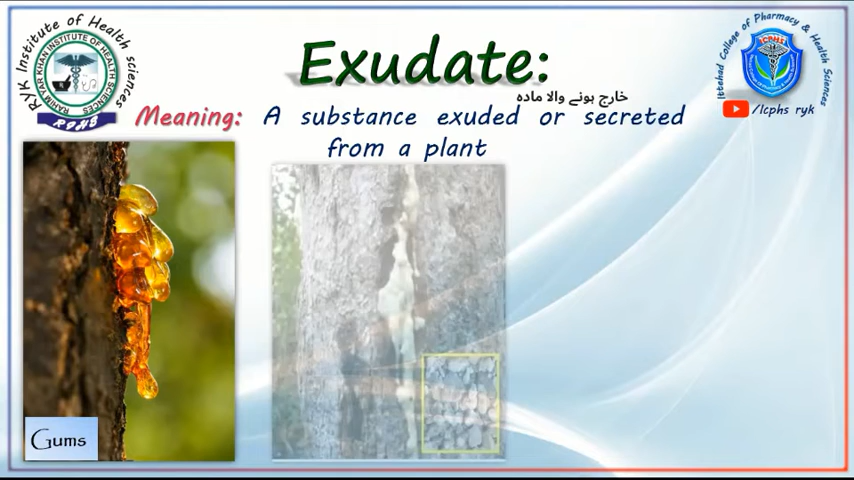 RYK Institute of Health sciences
RAHIM YAR KHAN INSTITUTE OF HEALTH SCIENCES
RIHS
Ittehad College of Pharmacy & Health Sciences
ICPHS
/Icphs ryk
Exudate:
خارج ہونے والا مادہ
Meaning: A substance exuded or secreted
from a plant
Gums